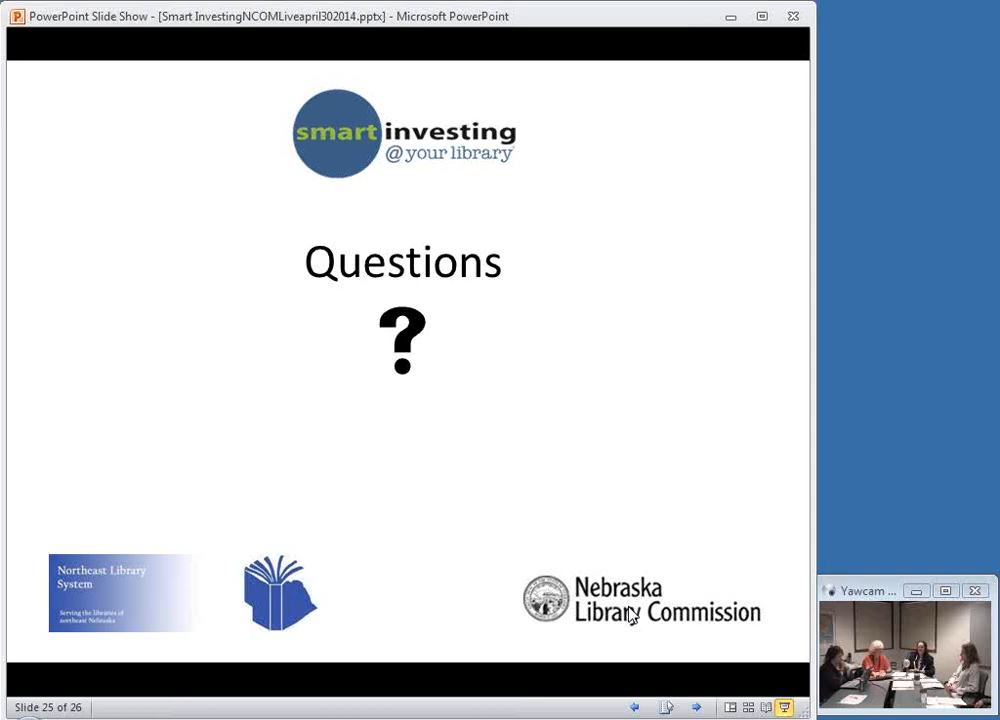 PowerPoint Slide Show - [Smart InvestingNCOMLiveapril302014.pptx] - Microsoft PowerPoint
smart investing
@ your library
Questions
?
Northeast Library
System
Serving the libraries of
northeast Nebraska
Nebraska
Library Commission
Yawcam ...
Slide 25 of 26